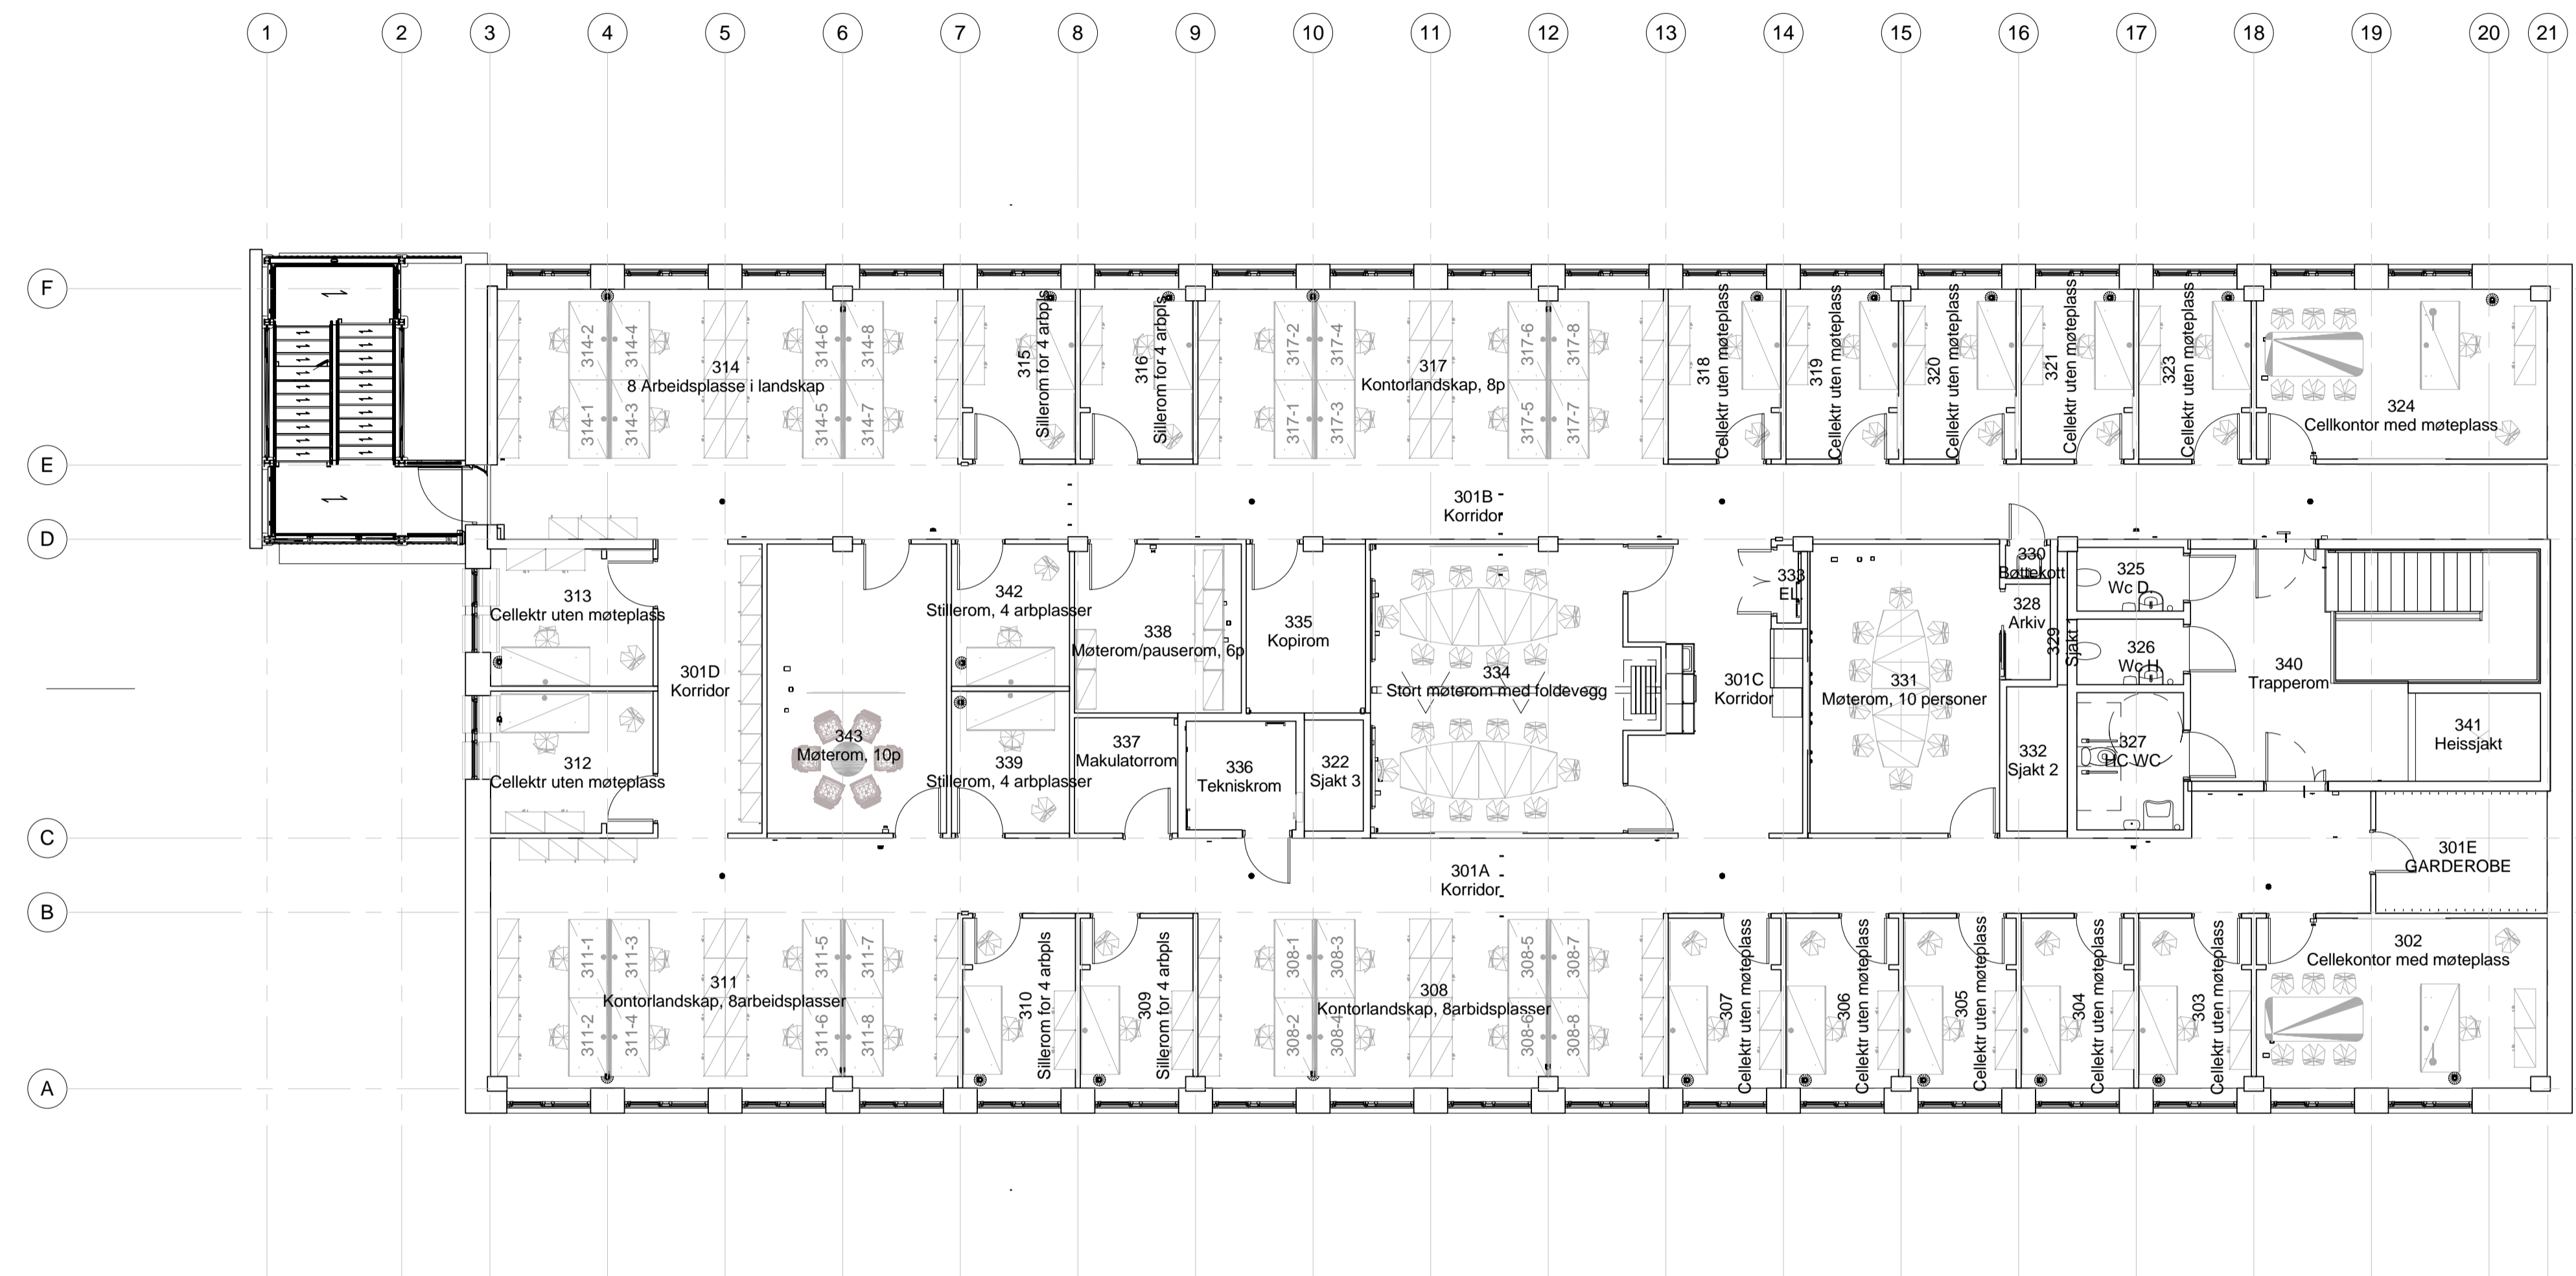 1
2
3
4
5
6
7
8
9
10
11
12
13
14
15
16
17
18
19
20
21
F
E
D
C
B
A
314-2
314-4
314-6
314-8
314-1
314-3
314-5
314-7
314
8 Arbeidsplasse i landskap
315
Sillerom for 4 arbpls
316
Sillerom for 4 arbpls
317-2
317-4
317-6
317-8
317-1
317-3
317-5
317-7
317
Kontorlandskap, 8p
318
Cellektr uten møteplass
319
Cellektr uten møteplass
320
Cellektr uten møteplass
321
Cellektr uten møteplass
323
Cellektr uten møteplass
324
Cellkontor med møteplass
301B
Korridor
313
Cellektr uten møteplass
312
Cellektr uten møteplass
301D
Korridor
343
Møterom, 10p
342
Stillerom, 4 arbplasser
339
Stillerom, 4 arbplasser
338
Møterom/pauserom, 6p
337
Makulatorrom
335
Kopirom
336
Tekniskrom
322
Sjakt 3
334
Stort møterom med foldevegg
301C
Korridor
333
EL
331
Møterom, 10 personer
330
Bøttekott
328
Arkiv
329
Sjakt 1
332
Sjakt 2
325
Wc D.
326
Wc H
327
HC WC
340
Trapperom
341
Heissjakt
301A
Korridor
301E
GARDEROBE
311-1
311-3
311-5
311-7
311-2
311-4
311-6
311-8
311
Kontorlandskap, 8arbeidsplasser
310
Sillerom for 4 arbpls
309
Sillerom for 4 arbpls
308-1
308-3
308-5
308-7
308-2
308-4
308-6
308-8
308
Kontorlandskap, 8arbidsplasser
307
Cellektr uten møteplass
306
Cellektr uten møteplass
305
Cellektr uten møteplass
304
Cellektr uten møteplass
303
Cellektr uten møteplass
302
Cellekontor med møteplass